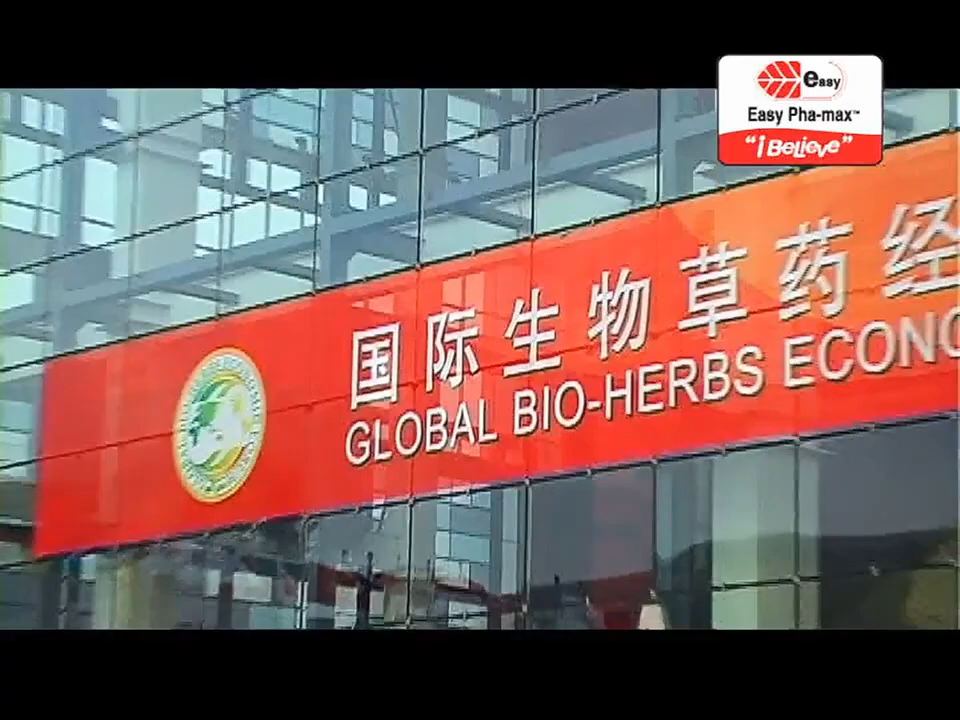 easy
Easy Pha-max™
"i Believe"
国际生物草药经
GLOBAL BIO-HERBS ECONO